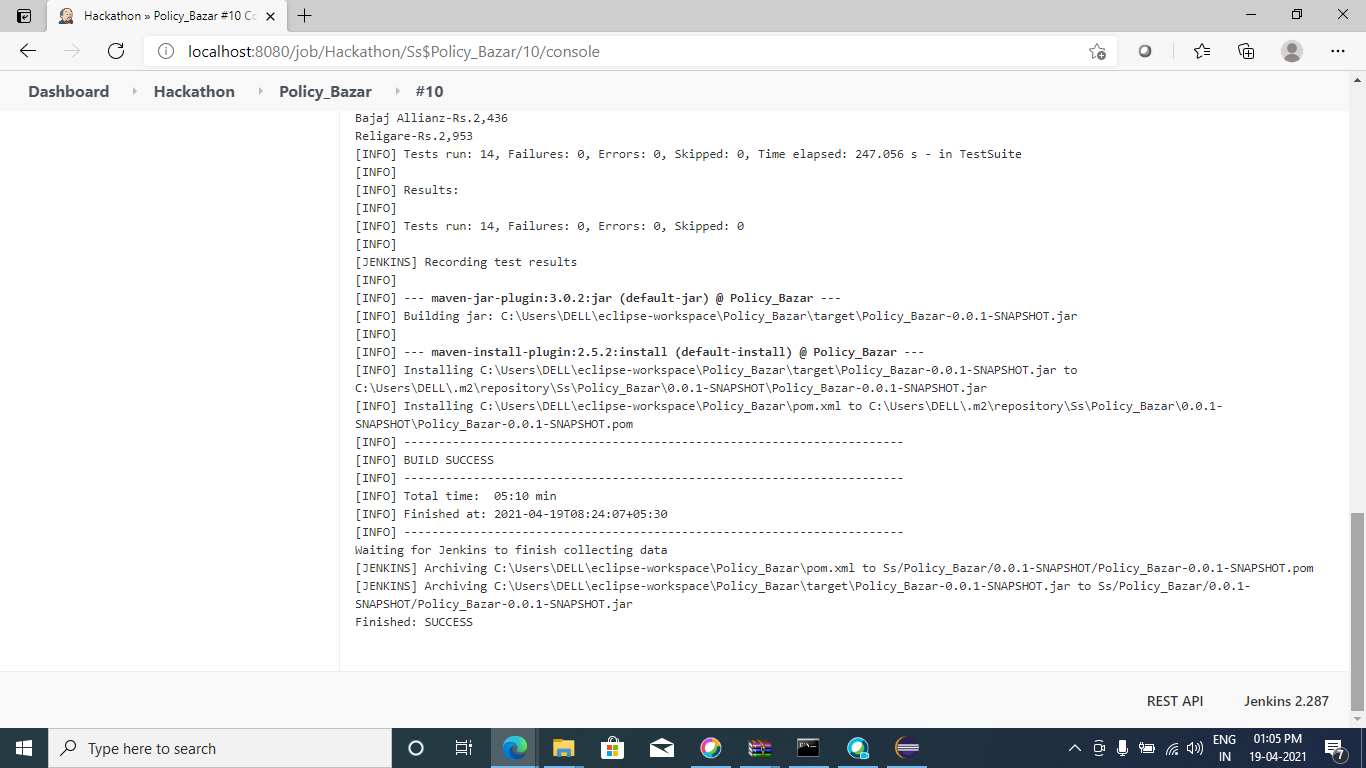 Hackathon » Policy_Bazar #10 Co
localhost:8080/job/Hackathon/Ss$Policy_Bazar/10/console
Dashboard Hackathon Policy_Bazar #10
Bajaj Allianz-Rs.2,436
Religare-Rs.2,953
[INFO] Tests run: 14, Failures: 0, Errors: 0, Skipped: 0, Time elapsed: 247.056 s - in TestSuite
[INFO]
[INFO] Results:
[INFO]
[INFO] Tests run: 14, Failures: 0, Errors: 0, Skipped: 0
[INFO]
[JENKINS] Recording test results
[INFO]
[INFO] --- maven-jar-plugin:3.0.2:jar (default-jar) @ Policy_Bazar ---
[INFO] Building jar: C:\Users\DELL\eclipse-workspace\Policy_Bazar\target\Policy_Bazar-0.0.1-SNAPSHOT.jar
[INFO]
[INFO] --- maven-install-plugin:2.5.2:install (default-install) @ Policy_Bazar ---
[INFO] Installing C:\Users\DELL\eclipse-workspace\Policy_Bazar\target\Policy_Bazar-0.0.1-SNAPSHOT.jar to
C:\Users\DELL\.m2\repository\Ss\Policy_Bazar\0.0.1-SNAPSHOT\Policy_Bazar-0.0.1-SNAPSHOT.jar
[INFO] Installing C:\Users\DELL\eclipse-workspace\Policy_Bazar\pom.xml to C:\Users\DELL\.m2\repository\Ss\Policy_Bazar\0.0.1-
SNAPSHOT\Policy_Bazar-0.0.1-SNAPSHOT.pom
[INFO] ------------------------------------------------------------------------
[INFO] BUILD SUCCESS
[INFO] ------------------------------------------------------------------------
[INFO] Total time:  05:10 min
[INFO] Finished at: 2021-04-19T08:24:07+05:30
[INFO] ------------------------------------------------------------------------
Waiting for Jenkins to finish collecting data
[JENKINS] Archiving C:\Users\DELL\eclipse-workspace\Policy_Bazar\pom.xml to Ss/Policy_Bazar/0.0.1-SNAPSHOT/Policy_Bazar-0.0.1-SNAPSHOT.pom
[JENKINS] Archiving C:\Users\DELL\eclipse-workspace\Policy_Bazar\target\Policy_Bazar-0.0.1-SNAPSHOT.jar to Ss/Policy_Bazar/0.0.1-
SNAPSHOT/Policy_Bazar-0.0.1-SNAPSHOT.jar
Finished: SUCCESS
REST API Jenkins 2.287
Type here to search
ENG 01:05 PM
IN 19-04-2021
7